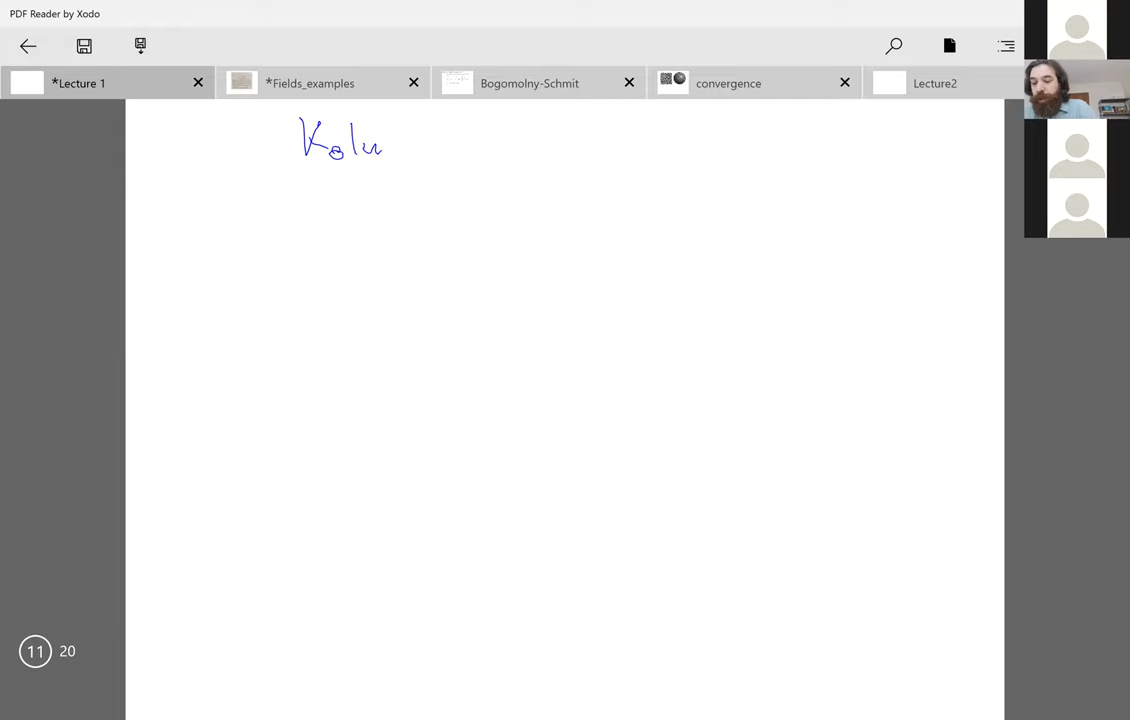 PDF Reader by Xodo
*Lecture 1
*Fields_examples
Bogomolny-Schmit
convergence
Lecture2
Kolu
11 20